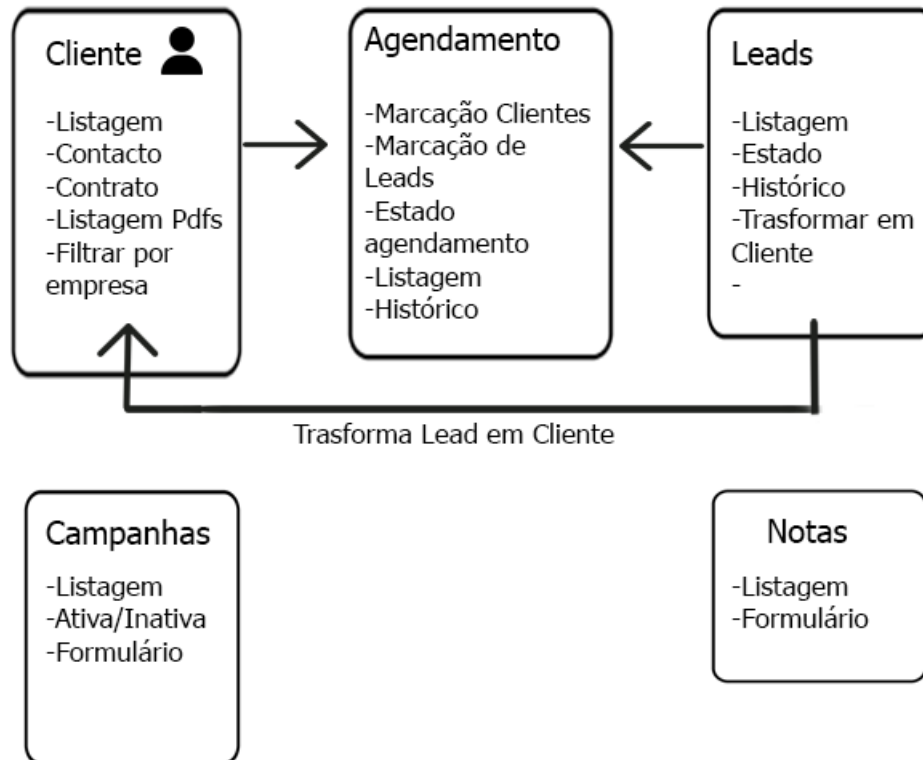 Cliente
-Listagem
-Contacto
-Contrato
-Listagem Pdfs
-Filtrar por
empresa
Agendamento
-Marcação Clientes
-Marcação de
Leads
-Estado
agendamento
-Listagem
-Histórico
Leads
-Listagem
-Estado
-Histórico
-Trasformar em
Cliente
-
Trasforma Lead em Cliente
Campanhas
-Listagem
-Ativa/Inativa
-Formulário
Notas
-Listagem
-Formulário